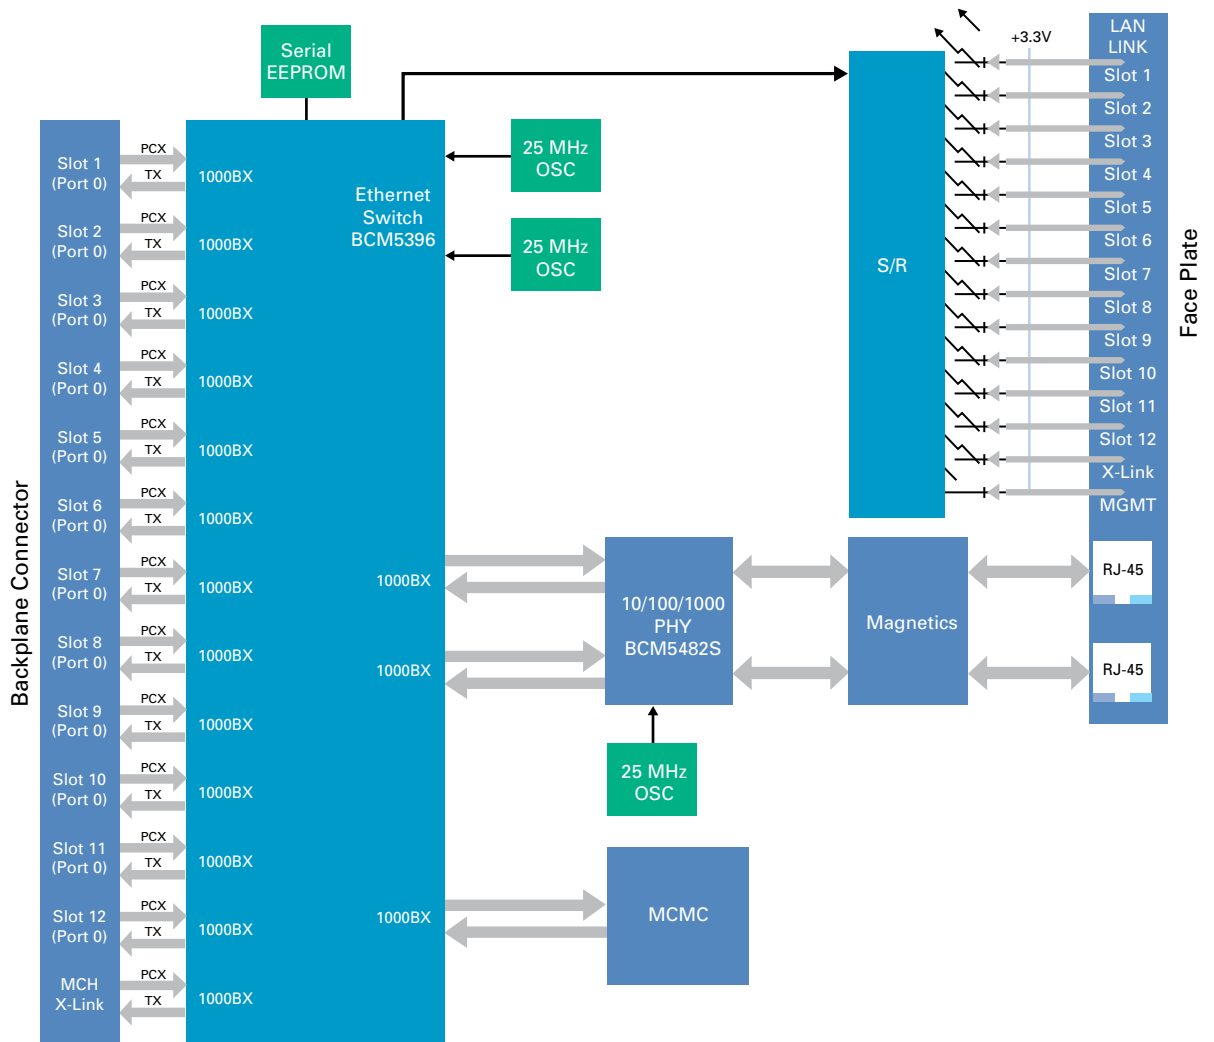 Serial
EEPROM
+3.3V
LAN
LINK
Slot 1
Slot 2
Slot 3
Slot 4
Slot 5
Slot 6
Slot 7
Slot 8
Slot 9
Slot 10
Slot 11
Slot 12
X-Link
MGMT
RJ-45
RJ-45
Face Plate
S/R
25 MHz
OSC
25 MHz
OSC
Ethernet
Switch
BCM5396
Backplane Connector
Slot 1
(Port 0)
PCX
TX
1000BX
Slot 2
(Port 0)
PCX
TX
1000BX
Slot 3
(Port 0)
PCX
TX
1000BX
Slot 4
(Port 0)
PCX
TX
1000BX
Slot 5
(Port 0)
PCX
TX
1000BX
Slot 6
(Port 0)
PCX
TX
1000BX
Slot 7
(Port 0)
PCX
TX
1000BX
Slot 8
(Port 0)
PCX
TX
1000BX
Slot 9
(Port 0)
PCX
TX
1000BX
Slot 10
(Port 0)
PCX
TX
1000BX
Slot 11
(Port 0)
PCX
TX
1000BX
Slot 12
(Port 0)
PCX
TX
1000BX
MCH
X-Link
PCX
TX
1000BX
1000BX
1000BX
1000BX
10/100/1000
PHY
BCM5482S
Magnetics
25 MHz
OSC
MCMC